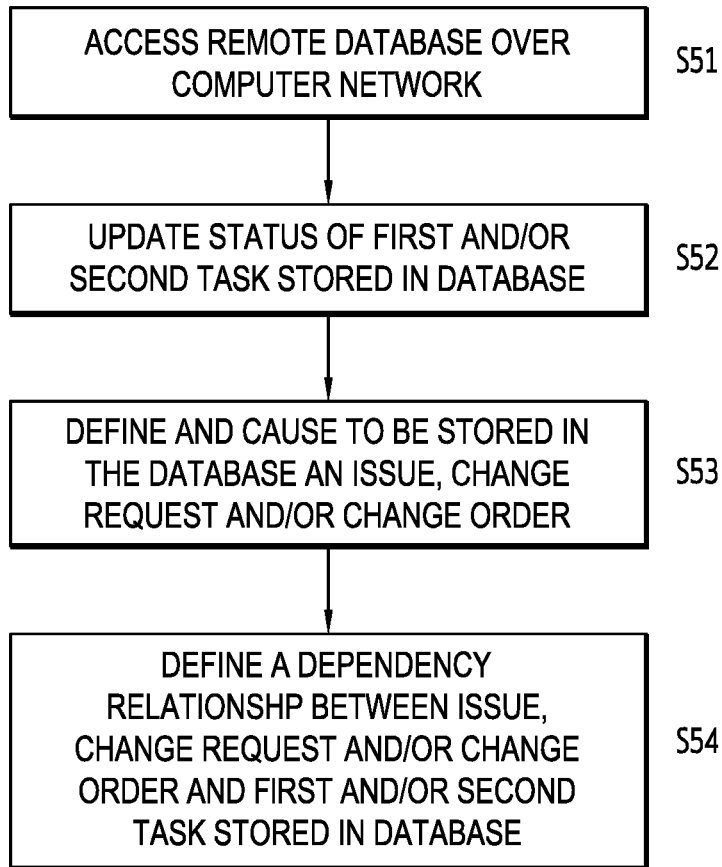 ACCESS REMOTE DATABASE OVER
COMPUTER NETWORK
S51
UPDATE STATUS OF FIRST AND/OR
SECOND TASK STORED IN DATABASE
S52
DEFINE AND CAUSE TO BE STORED IN
THE DATABASE AN ISSUE, CHANGE
REQUEST AND/OR CHANGE ORDER
S53
DEFINE A DEPENDENCY
RELATIONSHP BETWEEN ISSUE,
CHANGE REQUEST AND/OR CHANGE
ORDER AND FIRST AND/OR SECOND
TASK STORED IN DATABASE
S54